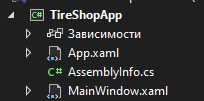 C# TireShopApp
Зависимости
App.xaml
C# AssemblyInfo.cs
MainWindow.xaml